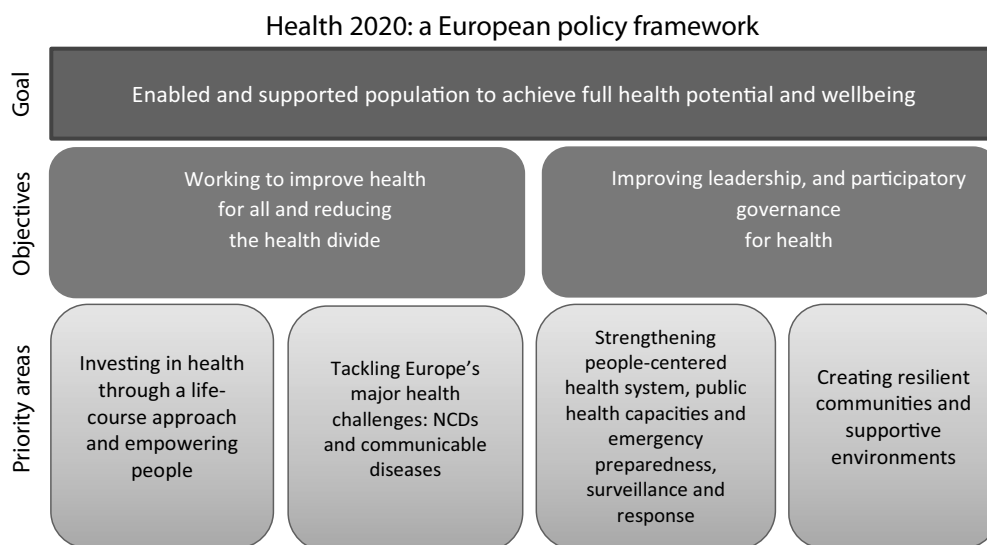 Health 2020: a European policy framework
Goal
Enabled and supported population to achieve full health potential and wellbeing
Objectives
Working to improve health
for all and reducing
the health divide
Improving leadership, and participatory
governance
for health
Priority areas
Investing in health
through a life-
course approach
and empowering
people
Tackling Europe's
major health
challenges: NCDs
and communicable
diseases
Strengthening
people-centered
health system, public
health capacities and
emergency
preparedness,
surveillance and
response
Creating resilient
communities and
supportive
environments